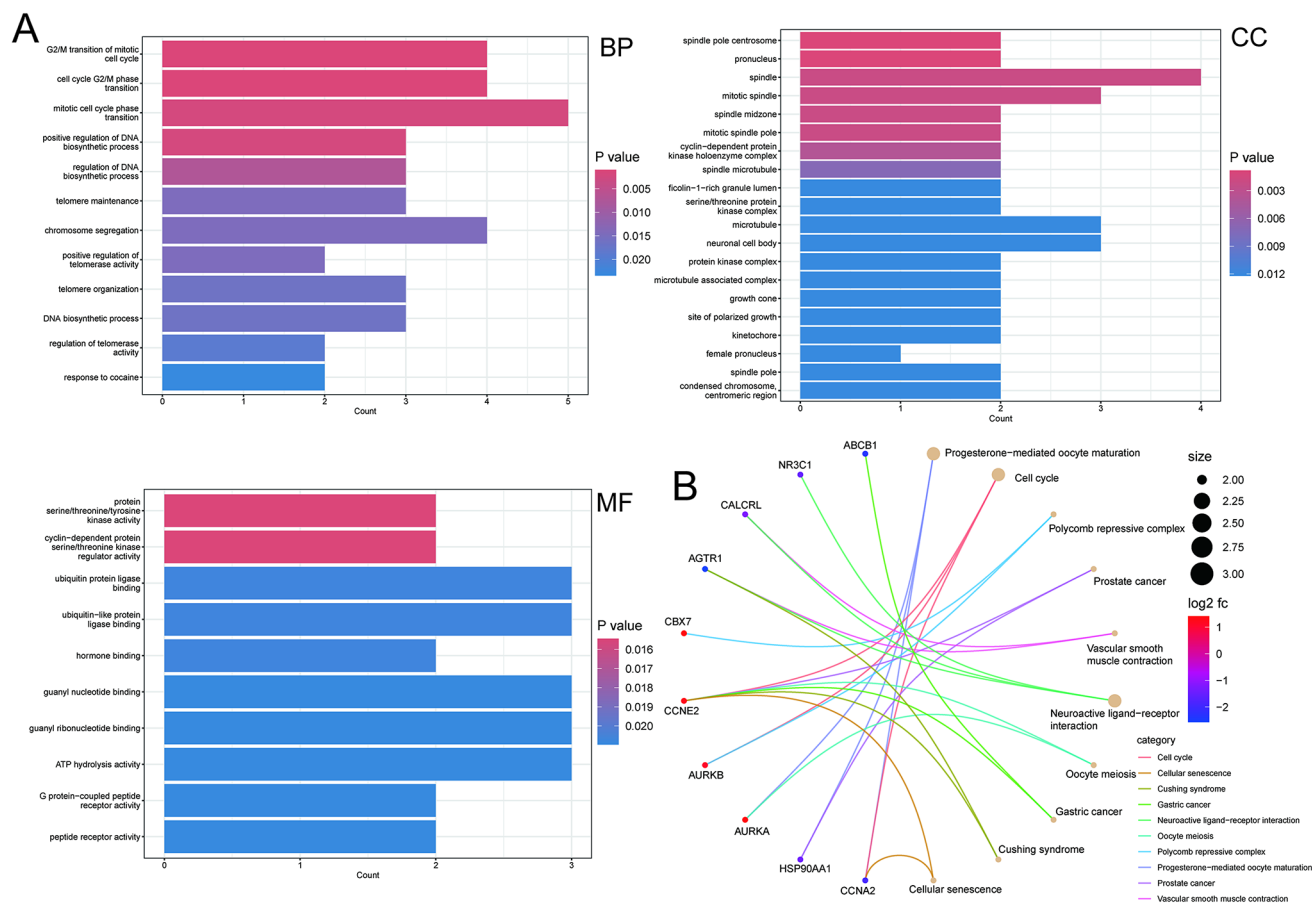 A
BP
G2/M transition of mitotic
cell cycle
cell cycle G2/M phase
transition
mitotic cell cycle phase
transition
positive regulation of DNA
biosynthetic process
regulation of DNA
biosynthetic process
telomere maintenance
chromosome segregation
positive regulation of
telomerase activity
telomere organization
DNA biosynthetic process
regulation of telomerase
activity
response to cocaine
0 1 2 3 4 5
Count
P value
0.005
0.010
0.015
0.020
CC
spindle pole centrosome
pronucleus
spindle
mitotic spindle
spindle midzone
mitotic spindle pole
cyclin−dependent protein
kinase holoenzyme complex
spindle microtubule
ficolin−1−rich granule lumen
serine/threonine protein
kinase complex
microtubule
neuronal cell body
protein kinase complex
microtubule associated complex
growth cone
site of polarized growth
kinetochore
female pronucleus
spindle pole
condensed chromosome,
centromeric region
0 1 2 3 4
Count
P value
0.003
0.006
0.009
0.012
MF
protein
serine/threonine/tyrosine
kinase activity
cyclin−dependent protein
serine/threonine kinase
regulator activity
ubiquitin protein ligase
binding
ubiquitin−like protein
ligase binding
hormone binding
guanyl nucleotide binding
guanyl ribonucleotide binding
ATP hydrolysis activity
G protein−coupled peptide
receptor activity
peptide receptor activity
0 1 2 3
Count
P value
0.016
0.017
0.018
0.019
0.020
B
ABCB1
NR3C1
CALCRL
AGTR1
CBX7
CCNE2
AURKB
AURKA
HSP90AA1
CCNA2
Progesterone−mediated oocyte maturation
Cell cycle
Polycomb repressive complex
Prostate cancer
Vascular smooth
muscle contraction
Neuroactive ligand−receptor
interaction
Oocyte meiosis
Gastric cancer
Cushing syndrome
Cellular senescence
size
2.00
2.25
2.50
2.75
3.00
log2 fc
1
0
−1
−2
category
Cell cycle
Cellular senescence
Cushing syndrome
Gastric cancer
Neuroactive ligand−receptor interaction
Oocyte meiosis
Polycomb repressive complex
Progesterone−mediated oocyte maturation
Prostate cancer
Vascular smooth muscle contraction